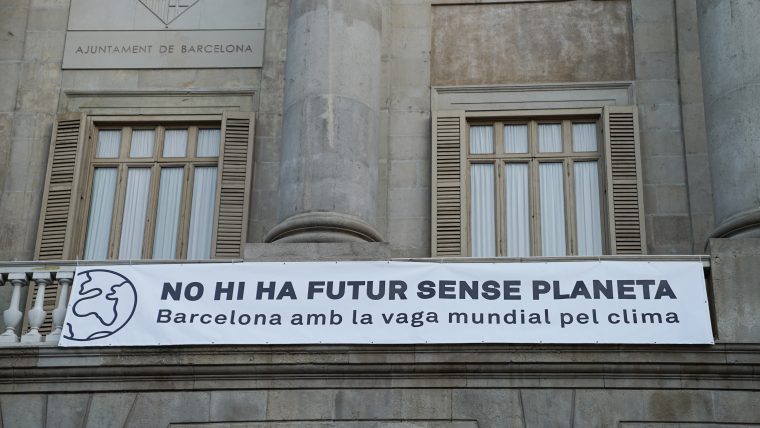 AJUNTAMENT DE BARCELONA
NO HI HA FUTUR SENSE PLANETA
Barcelona amb la vaga mundial pel clima